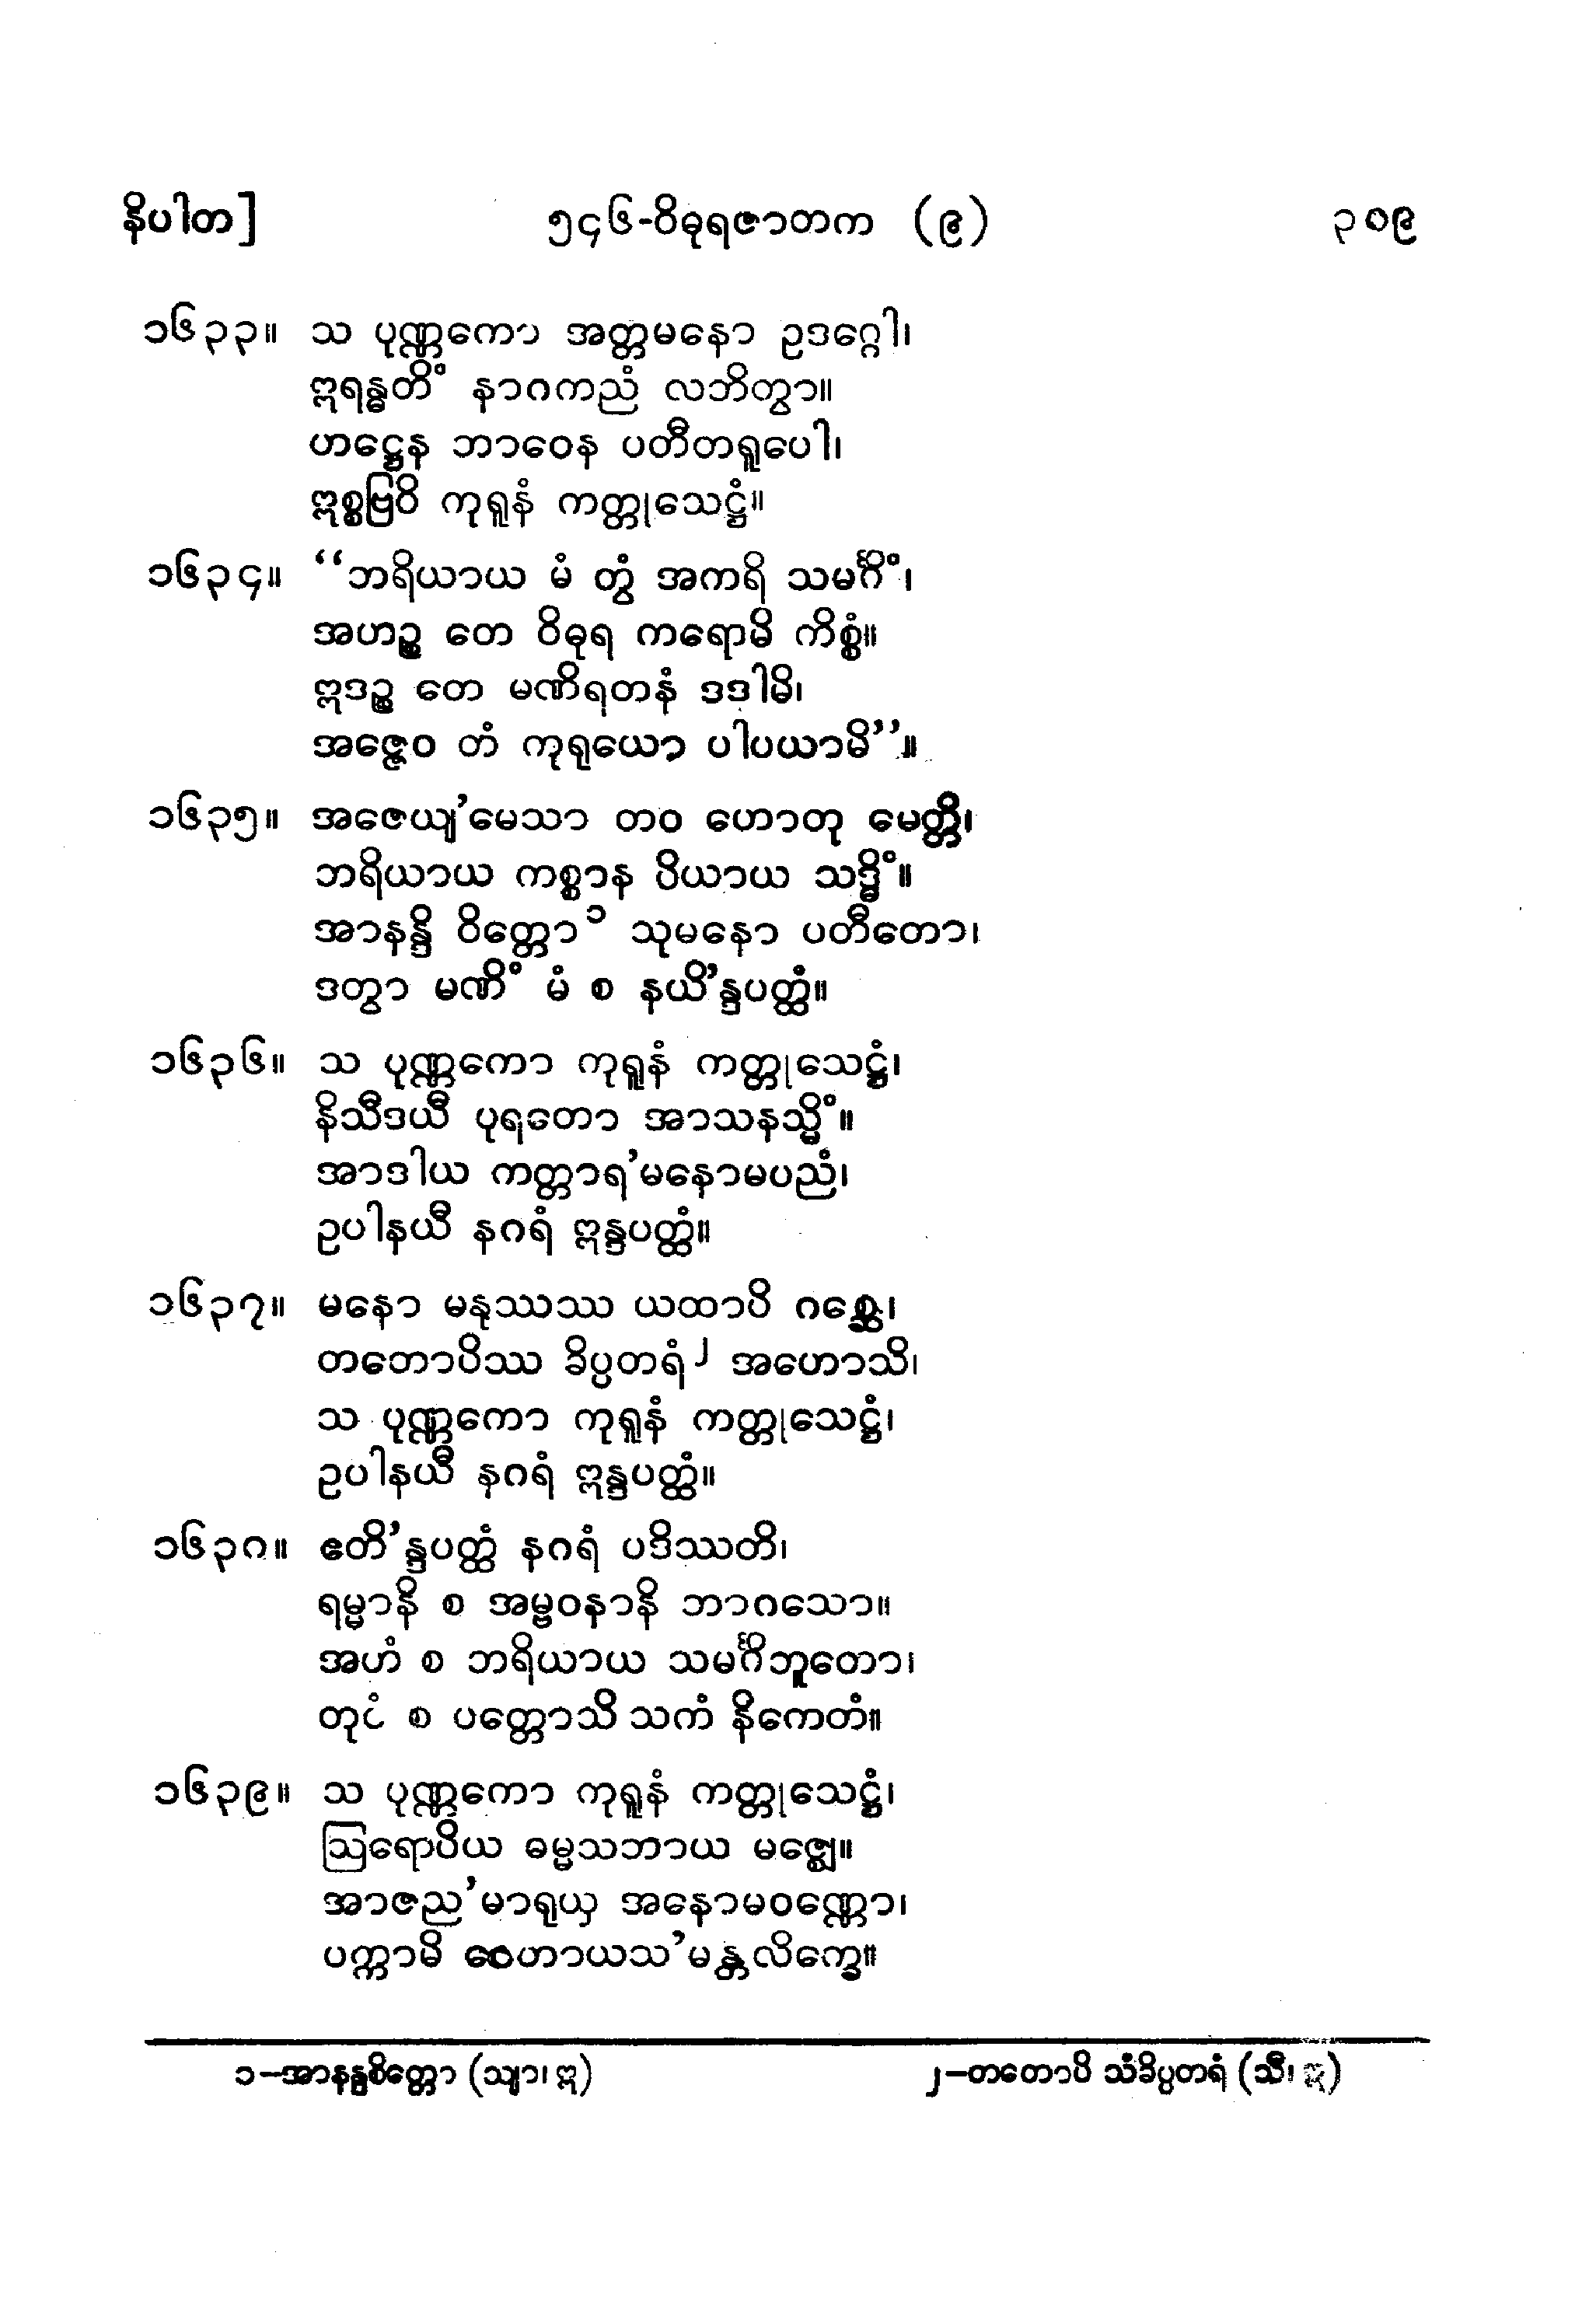 နိပါတ]
၅၄၆-ဝိဓုရဇာတက (၉)
၃၀၉
၁၆၃၃။ သ ပုဏ္ဏကော အတ္တမနော ဥဒဂ္ဂေါ၊
ဣရန္ဓတိံ နာဂကညံ လဘိတွာ။
ဟဋ္ဌေန ဘာဝေန ပတီတရူပေါ၊
ဣစ္စဗြဝိ ကုရူနံ ကတ္တုသေဋ္ဌံ။
၁၆၃၄။ “ဘရိယာယ မံ တွံ အကရိ သမင်္ဂိံ၊
အဟဉ္စ တေ ဝိဓုရ ကရောမိ ကိစ္စံ။
ဣဒဉ္စ တေ မဏိရတနံ ဒဒါမိ၊
အဇ္ဇေဝ တံ ကုရုယော ပါပယာမိ”။
၁၆၃၅။ အဇေယျ’မေသာ တဝ ဟောတု မေတ္တိ၊
ဘရိယာယ ကစ္စာန ပိယာယ သဒ္ဓိံ။
အာနန္ဒိ ဝိတ္တော၁ သုမနော ပတီတော၊
ဒတွာ မဏိံ မံ စ နယိ’န္ဒပတ္ထံ။
၁၆၃၆။ သ ပုဏ္ဏကော ကုရူနံ ကတ္တုသေဋ္ဌံ၊
နိသီဒယီ ပုရတော အာသနသ္မိံ။
အာဒါယ ကတ္တာရ’မနောမပညံ၊
ဥပါနယီ နဂရံ ဣန္ဒပတ္ထံ။
၁၆၃၇။ မနော မနုဿဿ ယထာပိ ဂစ္ဆေ၊
တတောပိဿ ခိပ္ပတရံ၂ အဟောသိ၊
သ ပုဏ္ဏကော ကုရူနံ ကတ္တုသေဋ္ဌံ၊
ဥပါနယီ နဂရံ ဣန္ဒပတ္ထံ။
၁၆၃၈။ ဧတိ’န္ဒပတ္ထံ နဂရံ ပဒိဿတိ၊
ရမ္မာနိ စ အမ္ဗဝနာနိ ဘာဂသော။
အဟံ စ ဘရိယာယ သမင်္ဂိဘူတော၊
တုဝံ စ ပတ္တောသိ သကံ နိကေတံ။
၁၆၃၉။ သ ပုဏ္ဏကော ကုရူနံ ကတ္တုသေဋ္ဌံ၊
ဩရောပိယ ဓမ္မသဘာယ မဇ္ဈေ။
အာဇည’မာရုယှ အနောမဝဏ္ဏော၊
ပက္ကာမိ ဝေဟာယသ’မန္တလိက္ခေ။
၁−အာနန္ဒစိတ္တော (သျာ၊ ဣ)
၂−တတောပိ သံခိပ္ပတရံ (သီ၊ ဣ)